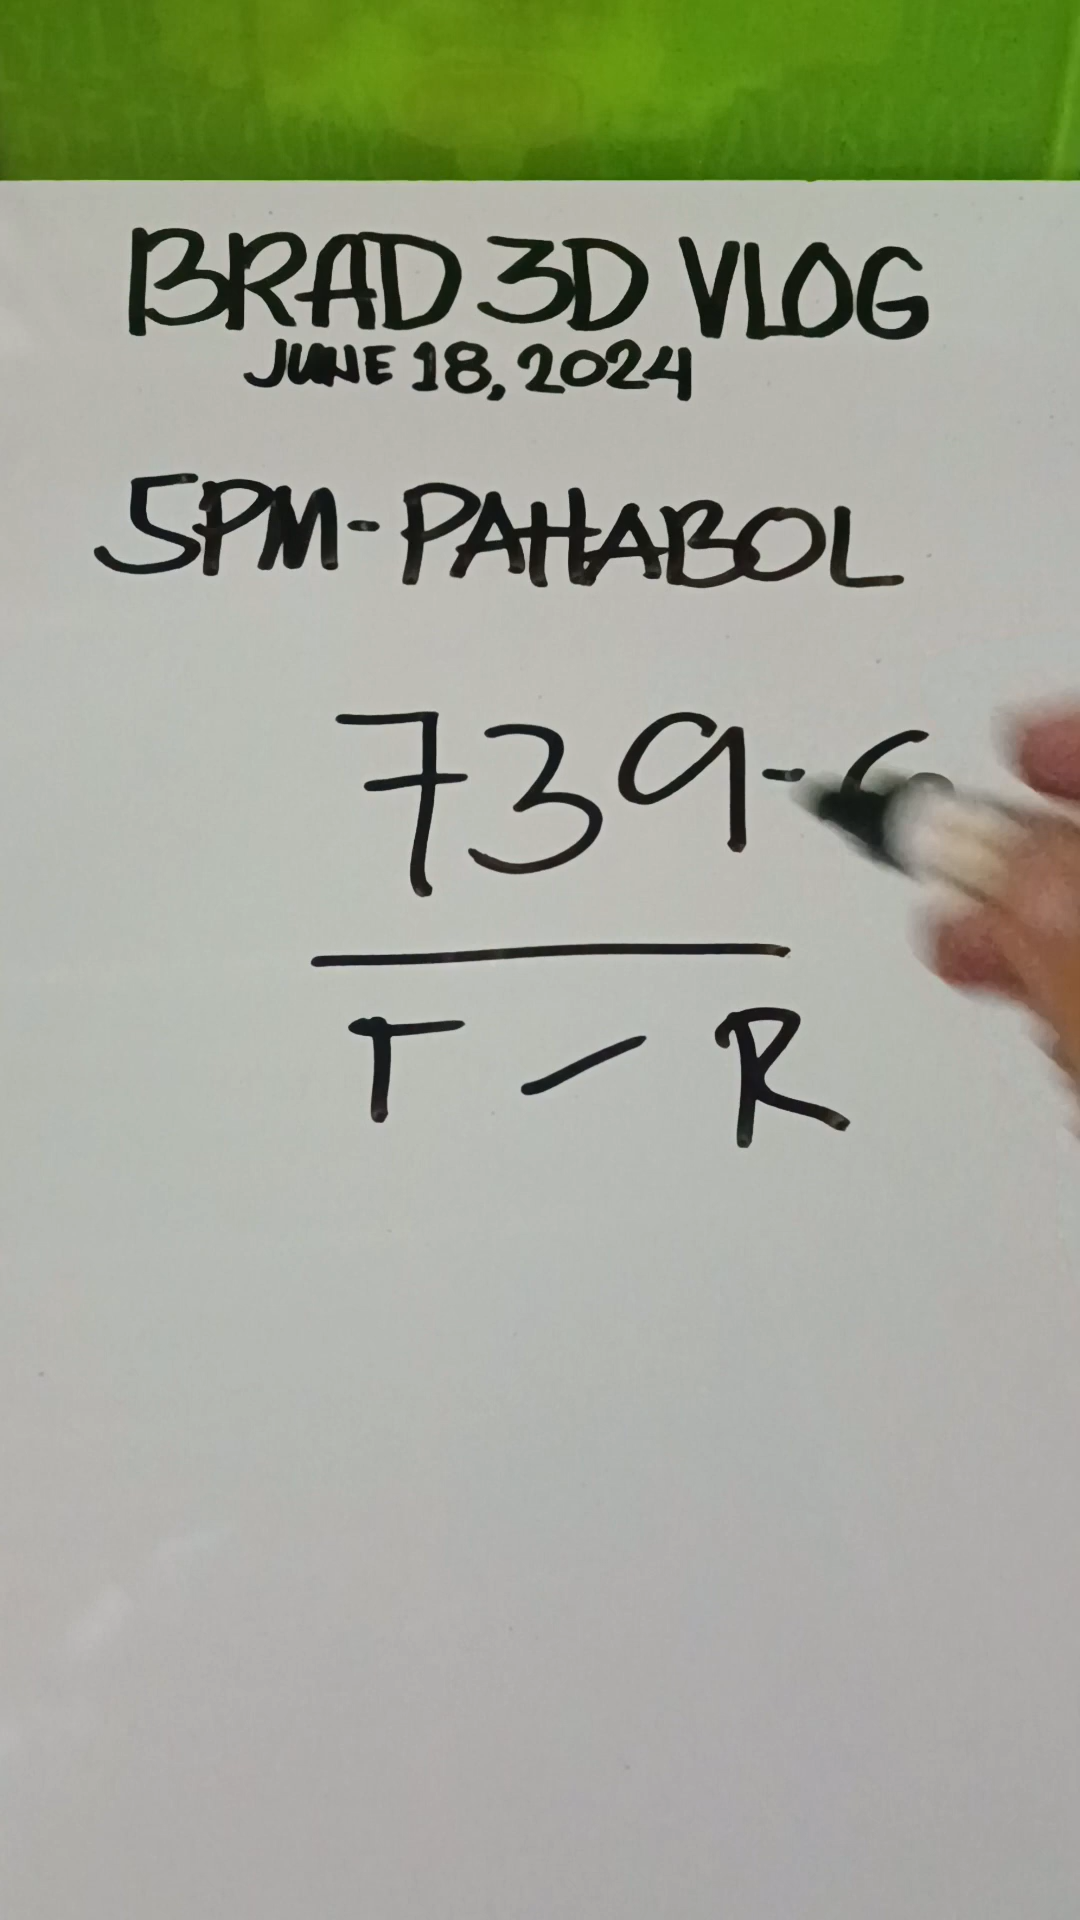 BRAD 3D VLOG
JUNE 18, 2024
5PM-PAHABOL
739-
T - R